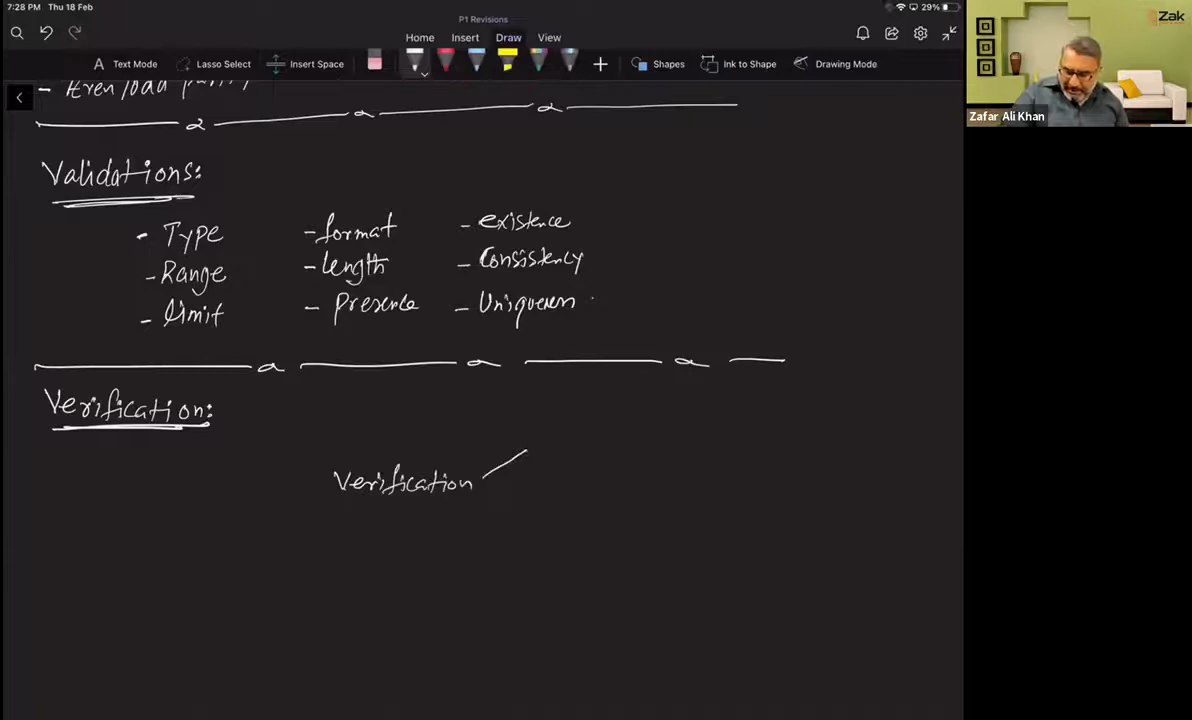 7:28 PM Thu 18 Feb
29%
P1 Revisions
Home Insert Draw View
Text Mode Lasso Select Insert Space Shapes Ink to Shape Drawing Mode
Zak
Zafar Ali Khan
Validations:
- Type - format - existence
- Range - length - Consistency
- limit - Presence - Uniqueness
Verification:
Verification